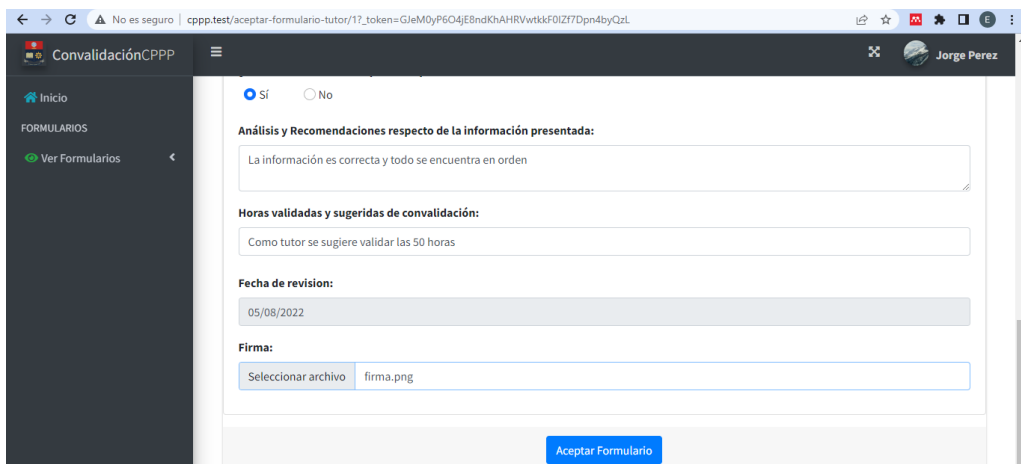 No es seguro | cppp.test/aceptar-formulario-tutor/1?_token=GJeM0yP6O4jE8ndKhAHRVwtkkF0IZf7Dpn4byQzL
E
ConvalidaciónCPPP
Jorge Perez
Inicio
Sí No
FORMULARIOS
Análisis y Recomendaciones respecto de la información presentada:
Ver Formularios
La información es correcta y todo se encuentra en orden
Horas validadas y sugeridas de convalidación:
Como tutor se sugiere validar las 50 horas
Fecha de revision:
05/08/2022
Firma:
Seleccionar archivo firma.png
Aceptar Formulario